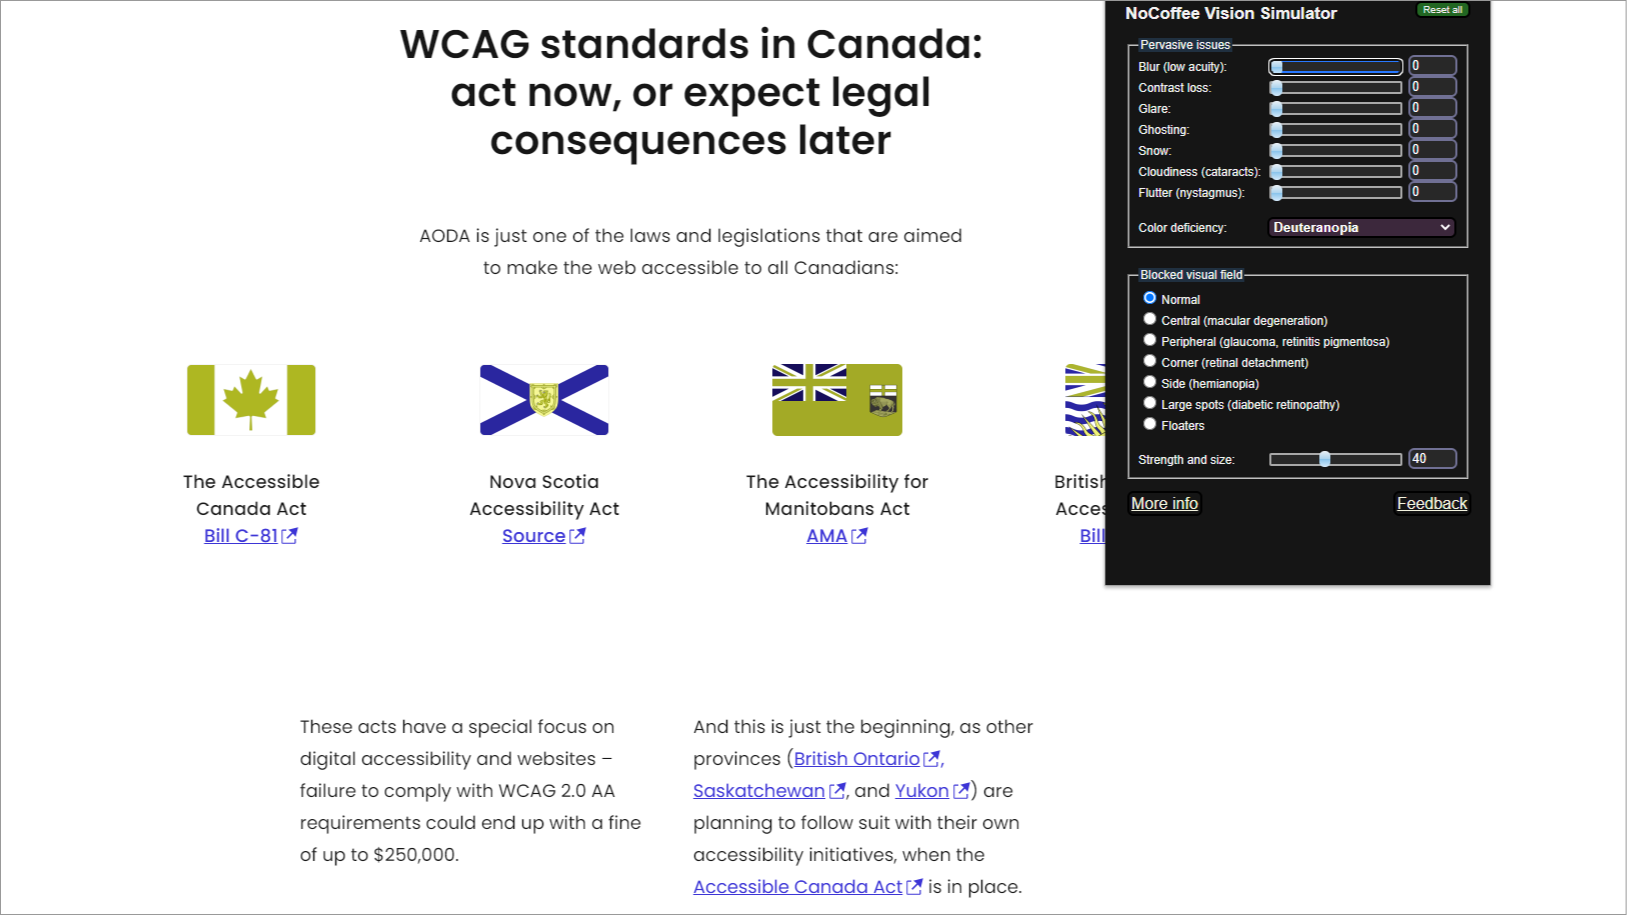 WCAG standards in Canada:
act now, or expect legal
consequences later
AODA is just one of the laws and legislations that are aimed
to make the web accessible to all Canadians:
The Accessible
Canada Act
Bill C-81
Nova Scotia
Accessibility Act
Source
The Accessibility for
Manitobans Act
AMA
British
Acces
Bill
These acts have a special focus on
digital accessibility and websites –
failure to comply with WCAG 2.0 AA
requirements could end up with a fine
of up to $250,000.
And this is just the beginning, as other
provinces (British Ontario,
Saskatchewan, and Yukon) are
planning to follow suit with their own
accessibility initiatives, when the
Accessible Canada Act is in place.
NoCoffee Vision Simulator
Reset all
Pervasive issues
Blur (low acuity): 0
Contrast loss: 0
Glare: 0
Ghosting: 0
Snow: 0
Cloudiness (cataracts): 0
Flutter (nystagmus): 0
Color deficiency: Deuteranopia
Blocked visual field
Normal
Central (macular degeneration)
Peripheral (glaucoma, retinitis pigmentosa)
Corner (retinal detachment)
Side (hemianopia)
Large spots (diabetic retinopathy)
Floaters
Strength and size: 40
More info
Feedback